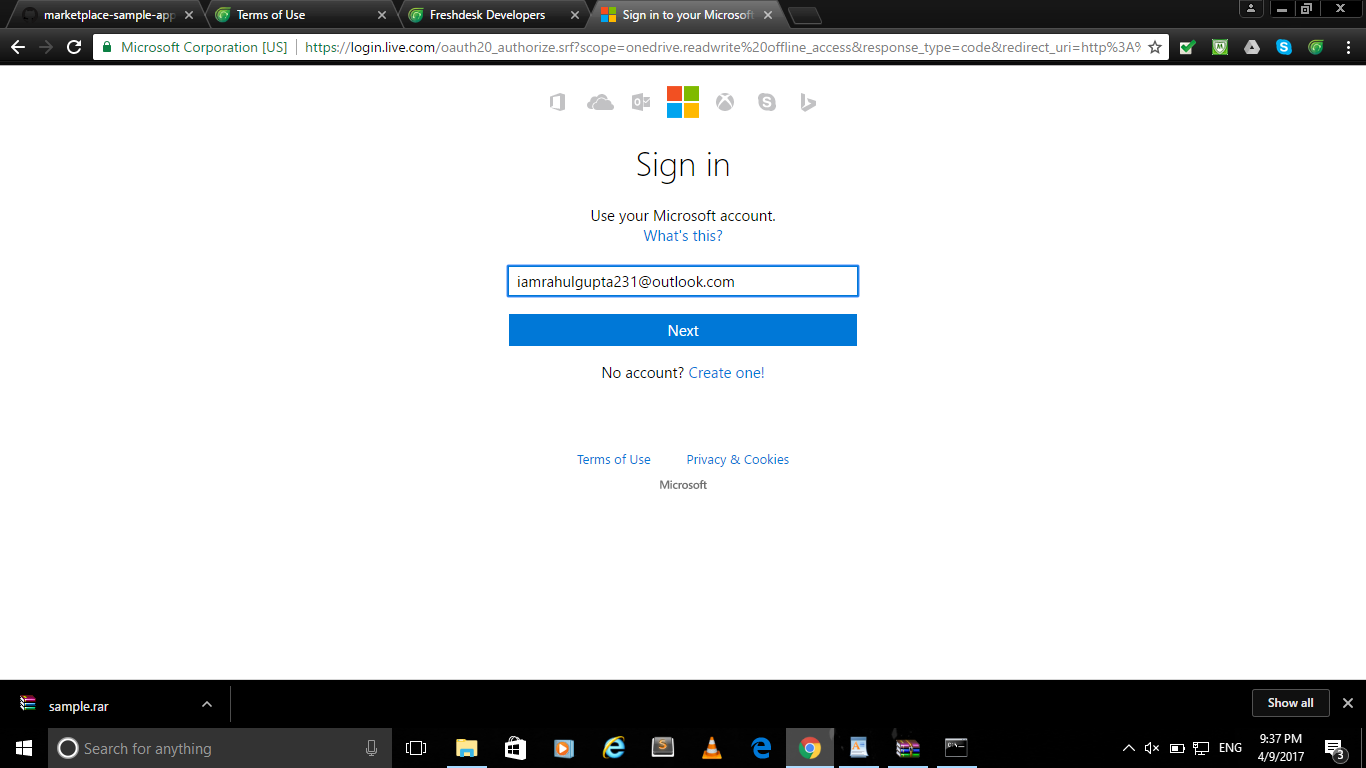 marketplace-sample-app
Terms of Use
Freshdesk Developers
Sign in to your Microsoft
Microsoft Corporation [US]
https://login.live.com/oauth20_authorize.srf?scope=onedrive.readwrite%20offline_access&response_type=code&redirect_uri=http%3A%
Sign in
Use your Microsoft account.
What's this?
iamrahulgupta231@outlook.com
Next
No account? Create one!
Terms of Use Privacy & Cookies
Microsoft
sample.rar
Show all
Search for anything
ENG
9:37 PM
4/9/2017
3